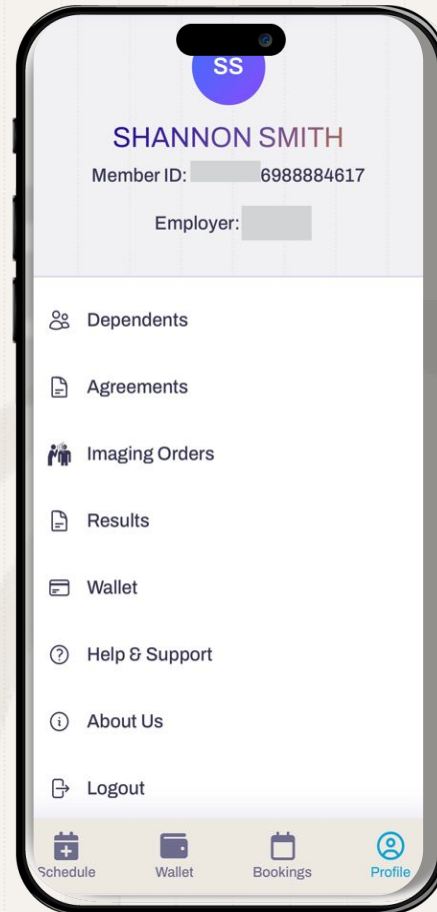 SS
SHANNON SMITH
Member ID: 6988884617
Employer:
Dependents
Agreements
Imaging Orders
Results
Wallet
Help & Support
About Us
Logout
Schedule Wallet Bookings Profile